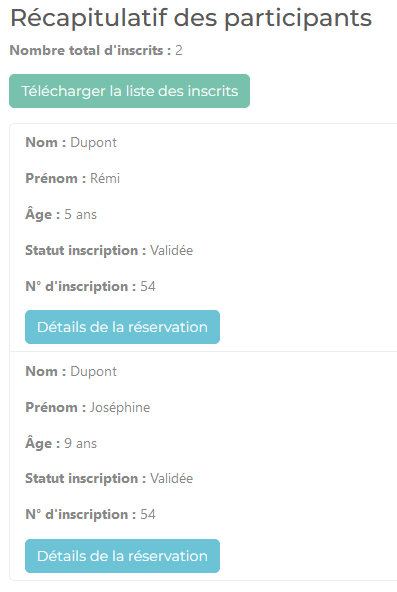 Récapitulatif des participants
Nombre total d'inscrits : 2
Télécharger la liste des inscrits
Nom : Dupont
Prénom : Rémi
Âge : 5 ans
Statut inscription : Validée
N° d'inscription : 54
Détails de la réservation
Nom : Dupont
Prénom : Joséphine
Âge : 9 ans
Statut inscription : Validée
N° d'inscription : 54
Détails de la réservation